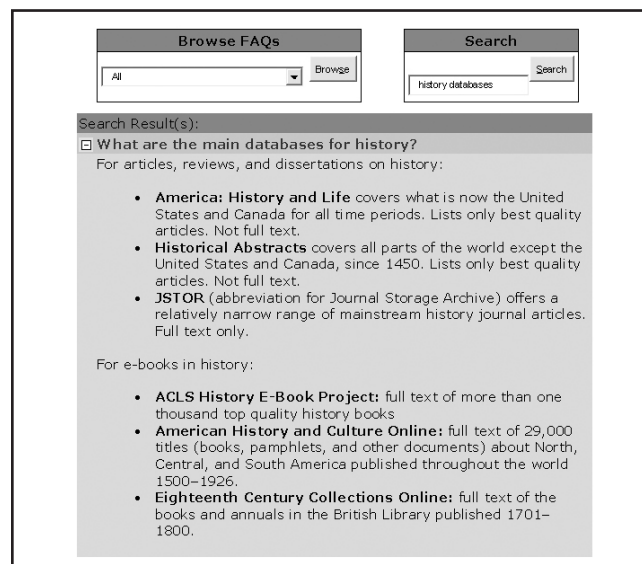 Browse FAQs
All
Browse
Search
history databases
Search
Search Result(s):
What are the main databases for history?
For articles, reviews, and dissertations on history:
• America: History and Life covers what is now the United
States and Canada for all time periods. Lists only best quality
articles. Not full text.
• Historical Abstracts covers all parts of the world except the
United States and Canada, since 1450. Lists only best quality
articles. Not full text.
• JSTOR (abbreviation for Journal Storage Archive) offers a
relatively narrow range of mainstream history journal articles.
Full text only.
For e-books in history:
• ACLS History E-Book Project: full text of more than one
thousand top quality history books
• American History and Culture Online: full text of 29,000
titles (books, pamphlets, and other documents) about North,
Central, and South America published throughout the world
1500–1926.
• Eighteenth Century Collections Online: full text of the
books and annuals in the British Library published 1701–
1800.